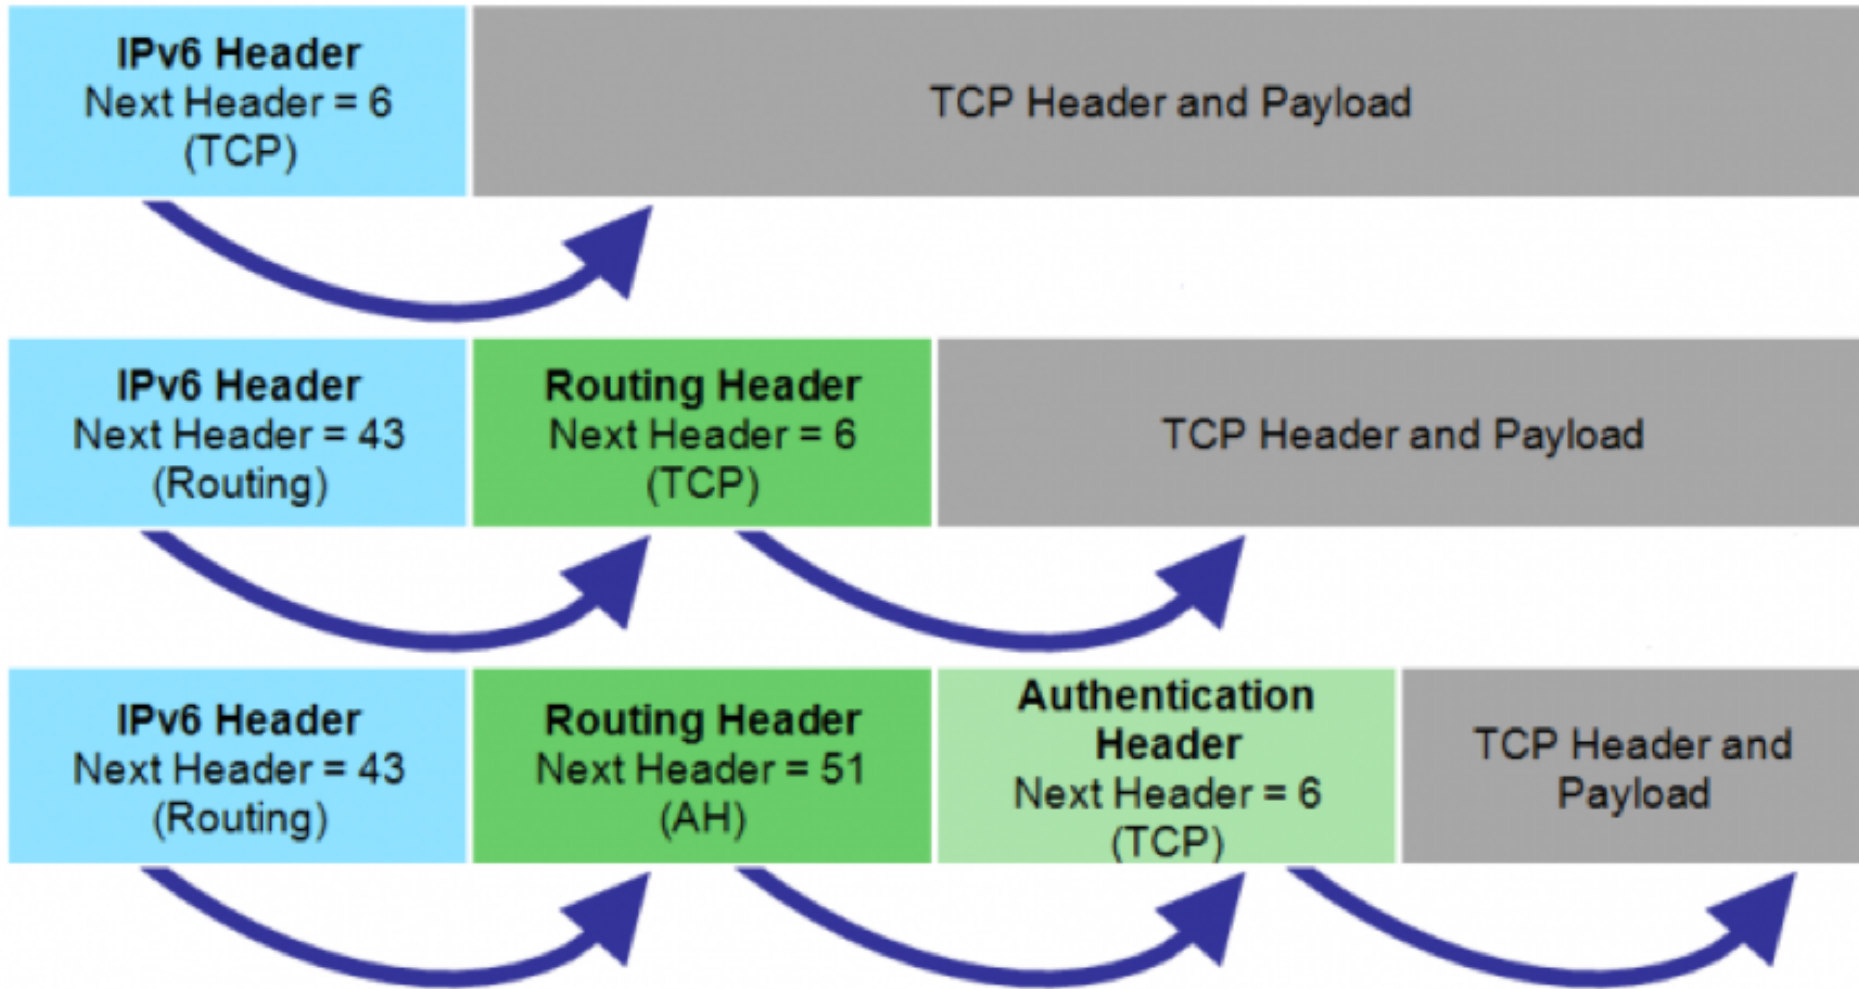 IPv6 Header
Next Header = 6
(TCP)
TCP Header and Payload
IPv6 Header
Next Header = 43
(Routing)
Routing Header
Next Header = 6
(TCP)
TCP Header and Payload
IPv6 Header
Next Header = 43
(Routing)
Routing Header
Next Header = 51
(AH)
Authentication
Header
Next Header = 6
(TCP)
TCP Header and
Payload